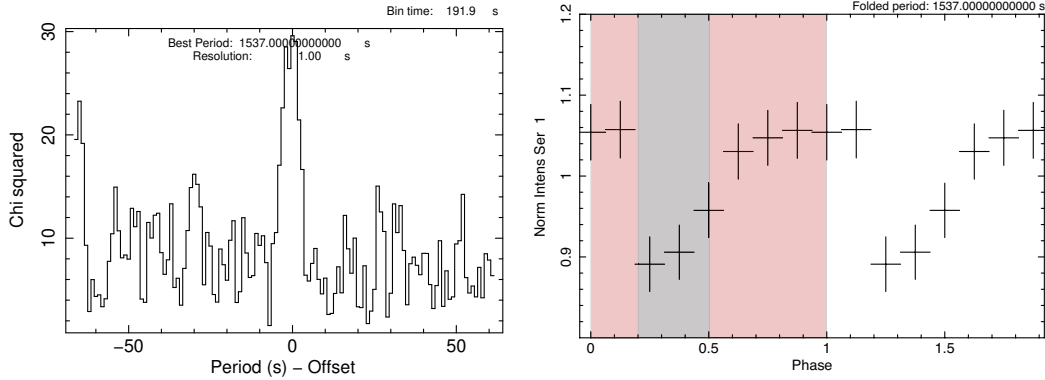 Bin time: 191.9 s
Best Period: 1537.00000000000 s
Resolution: 1.00 s
30
20
10
Chi squared
−50 0 50
Period (s) − Offset
Folded period: 1537.00000000000 s
1.2
1.1
1
0.9
Norm Intens Ser 1
0 0.5 1 1.5
Phase